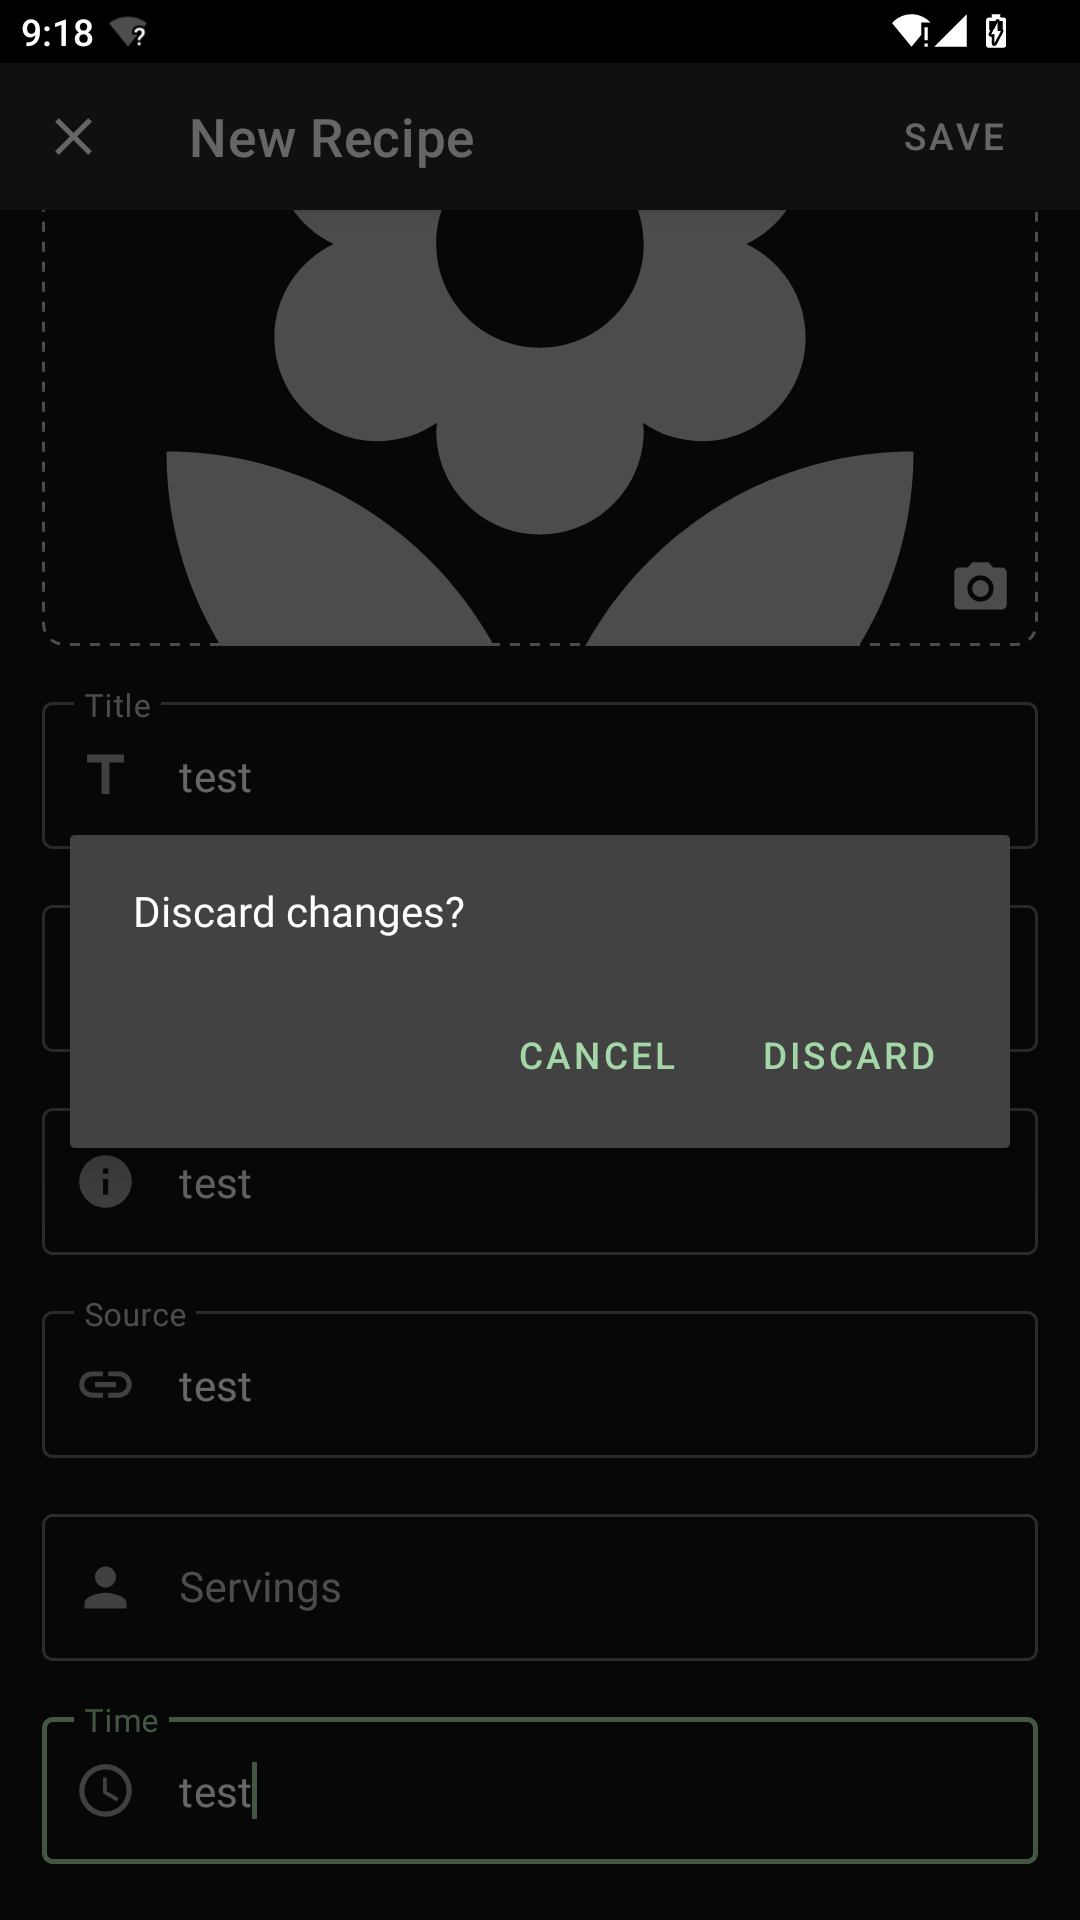 9:18
New Recipe
SAVE
Title
test
Discard changes?
CANCEL
DISCARD
test
Source
test
Servings
Time
test